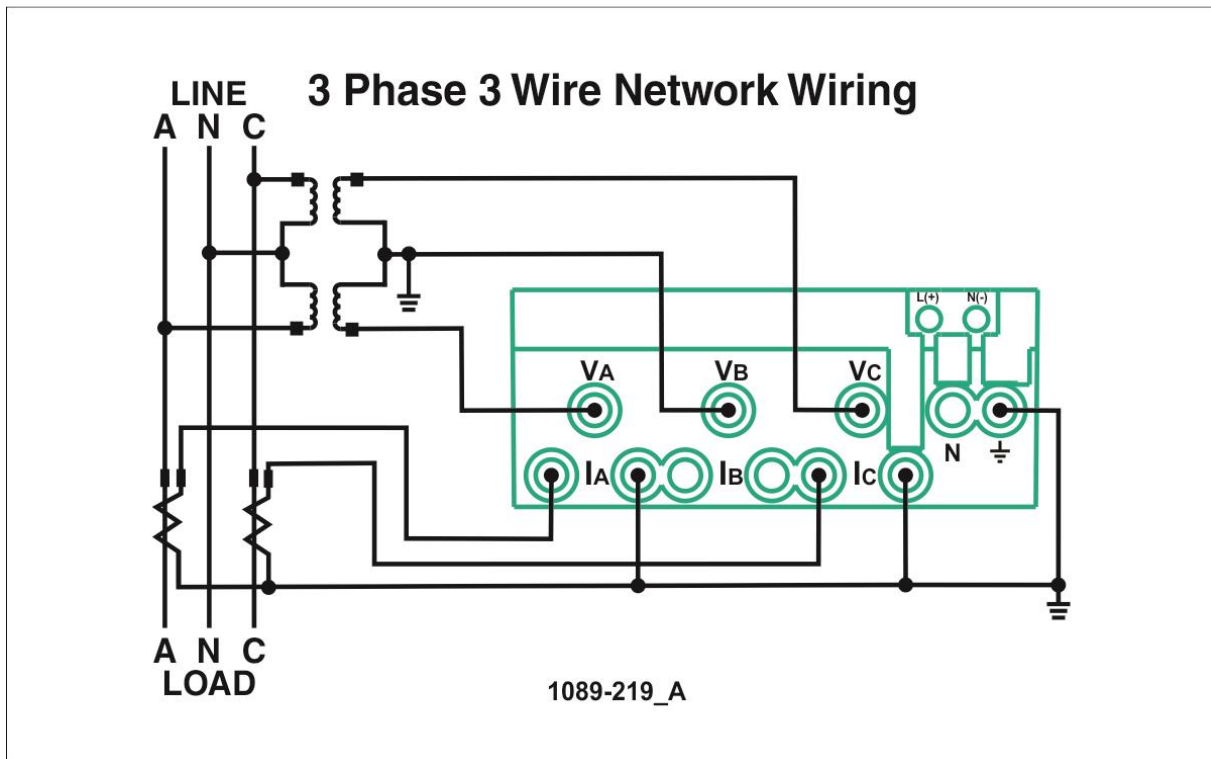 3 Phase 3 Wire Network Wiring
LINE
A N C
L(+) N(-)
VA VB VC
N
IA IB IC
A N C
LOAD
1089-219_A